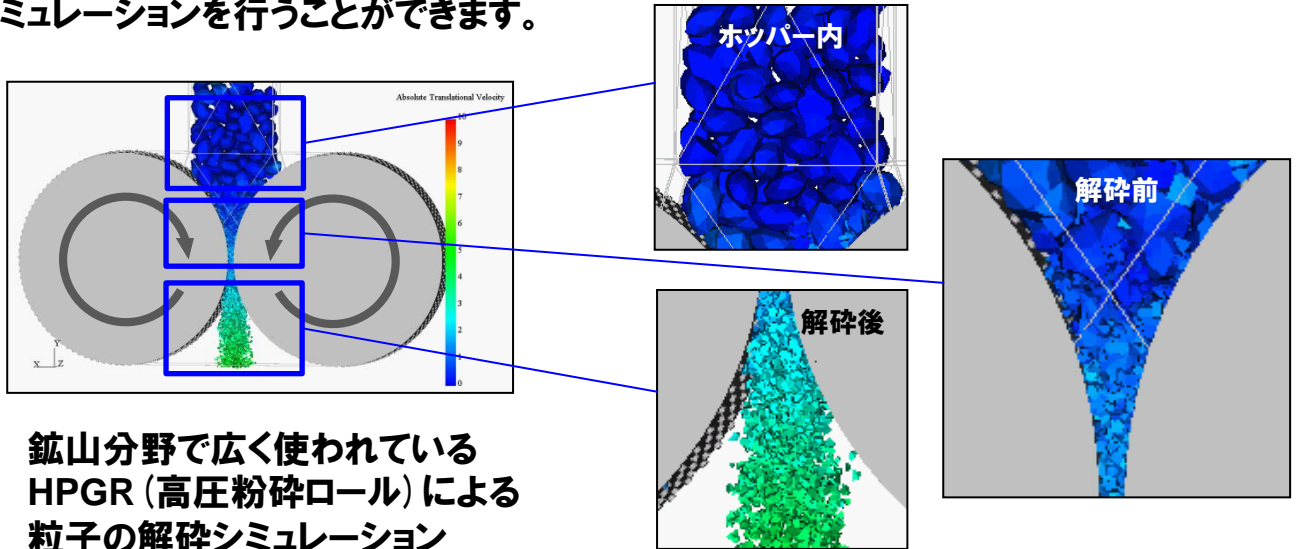 ミュレーションを行うことができます。
ホッパー内
Absolute Translational Velocity
10
9
8
7
6
5
4
3
2
1
0
Y
X Z
解砕前
解砕後
鉱山分野で広く使われている
HPGR（高圧粉砕ロール）による
粒子の解砕シミュレーション